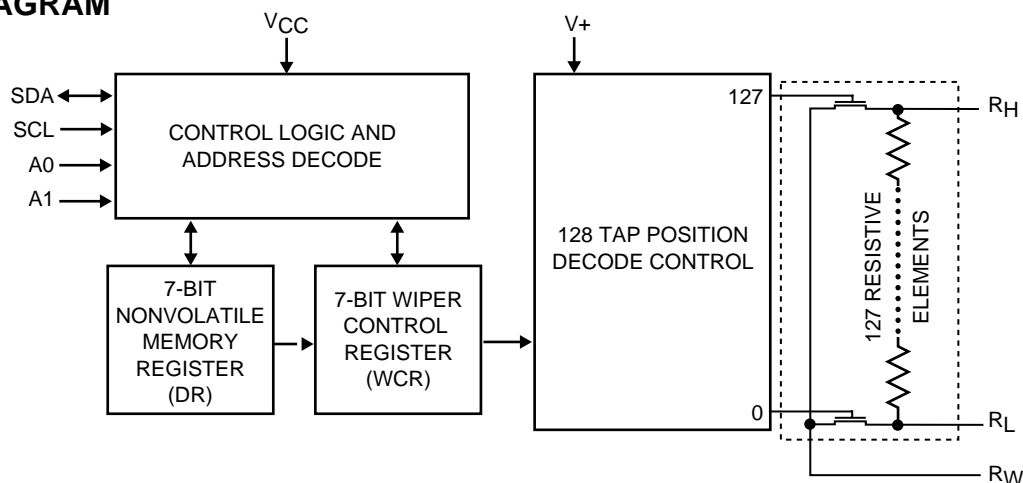 AGRAM
VCC
V+
SDA
SCL
A0
A1
CONTROL LOGIC AND
ADDRESS DECODE
127
RH
128 TAP POSITION
DECODE CONTROL
127 RESISTIVE
ELEMENTS
7-BIT
NONVOLATILE
MEMORY
REGISTER
(DR)
7-BIT WIPER
CONTROL
REGISTER
(WCR)
0
RL
RW